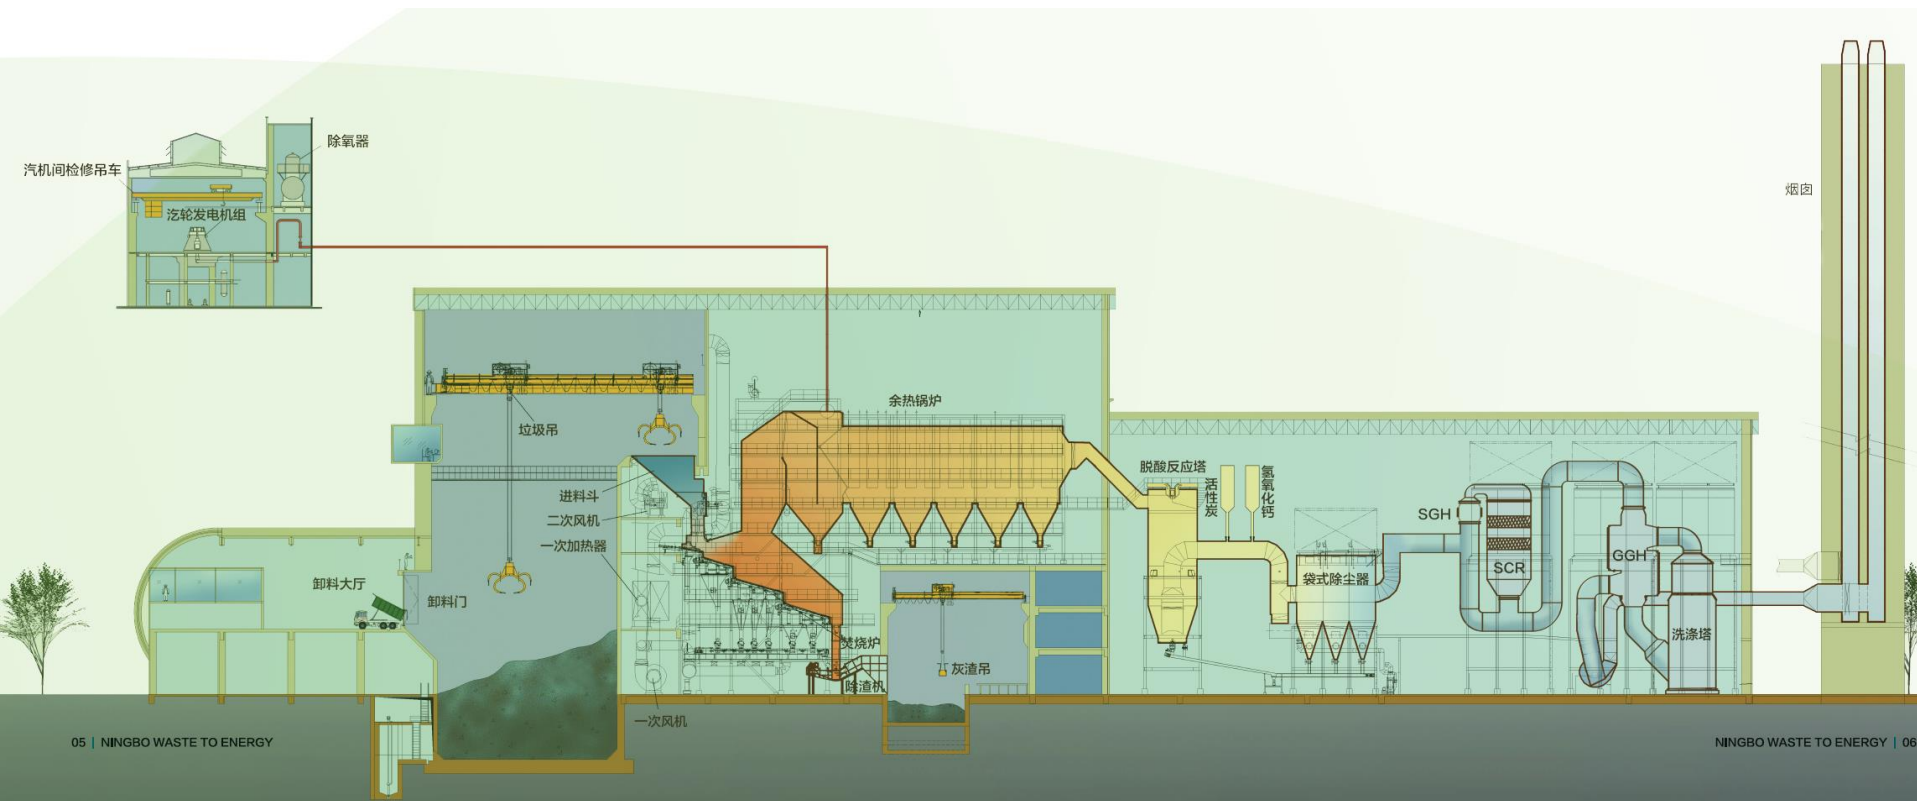 除氧器
汽机间检修吊车
汔轮发电机组
烟囱
余热锅炉
垃圾吊
脱酸反应塔
活性炭
氢氧化钙
进料斗
二次风机
SGH
一次加热器
GGH
SCR
袋式除尘器
卸料大厅
卸料门
焚烧炉
洗涤塔
灰渣吊
除渣机
一次风机
05 | NINGBO WASTE TO ENERGY
NINGBO WASTE TO ENERGY | 06